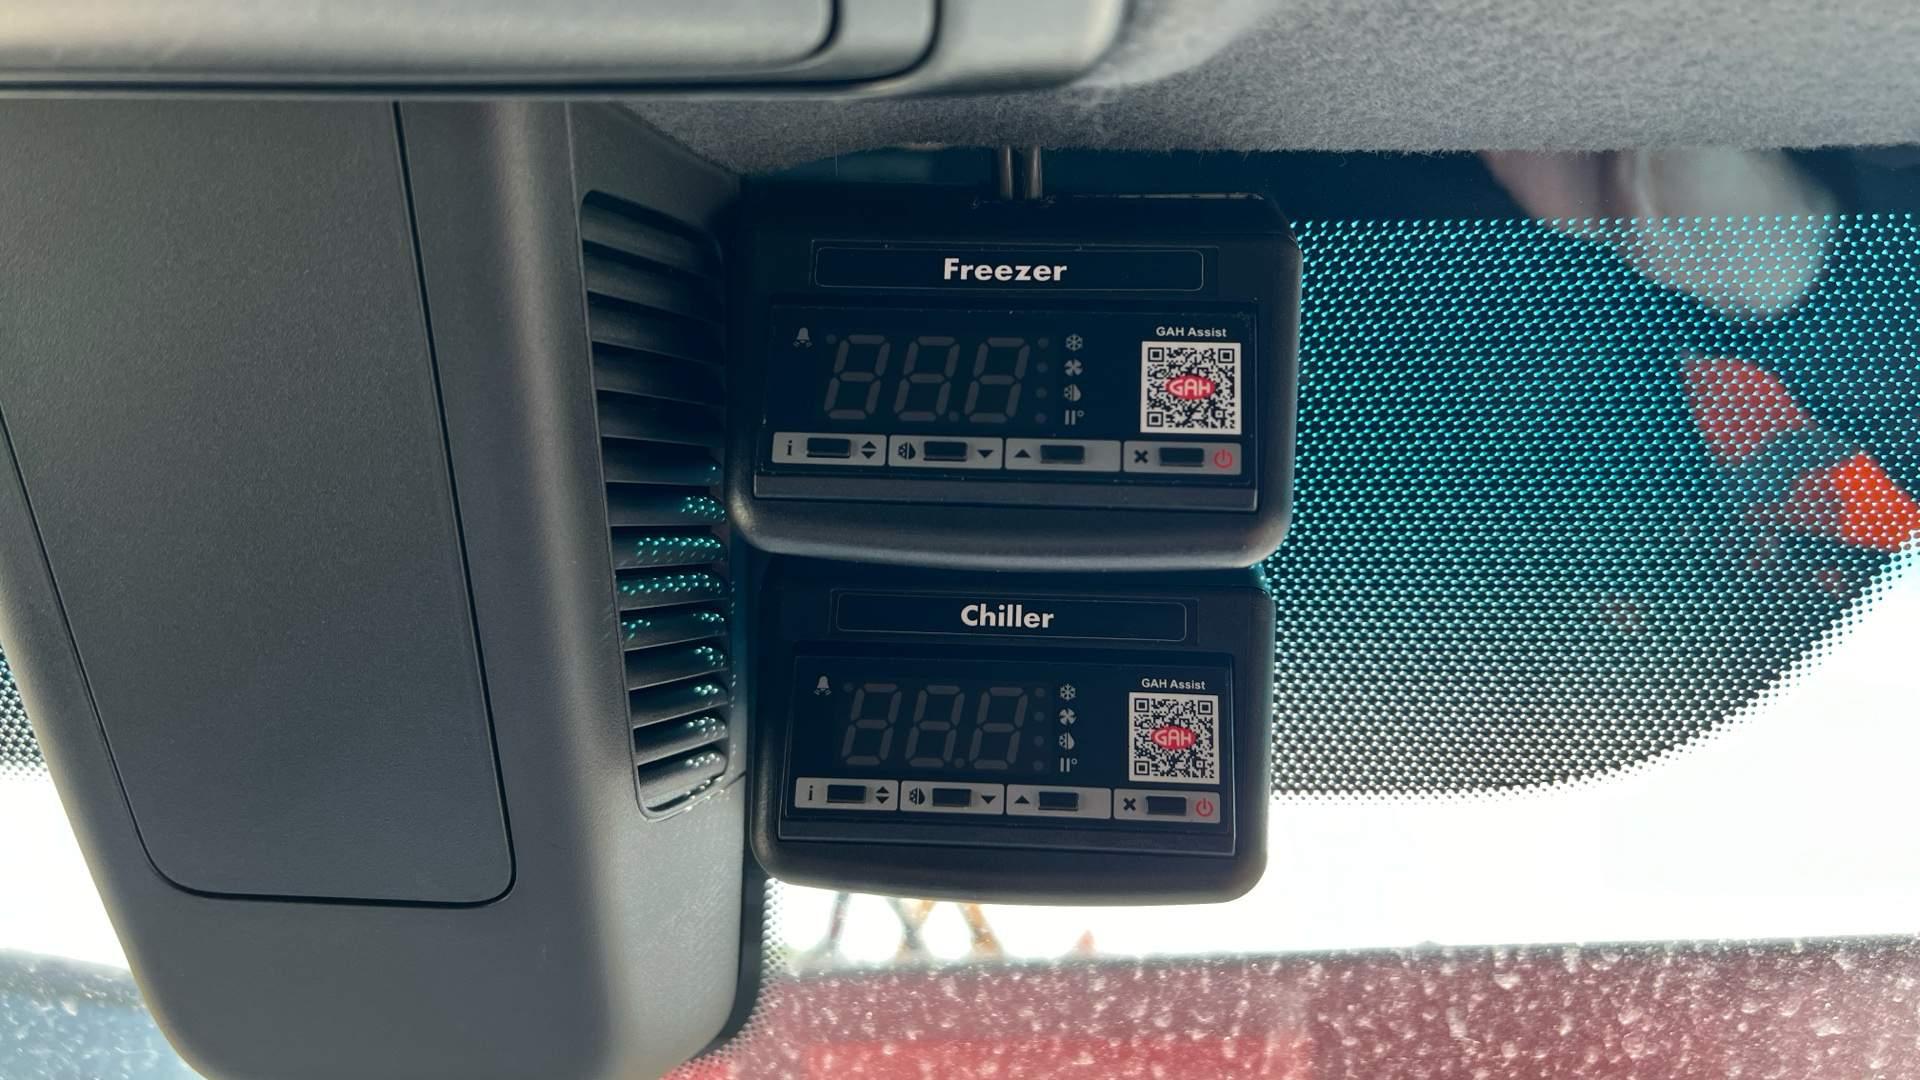 Freezer
GAH Assist
GAH
i
Chiller
GAH Assist
GAH
i